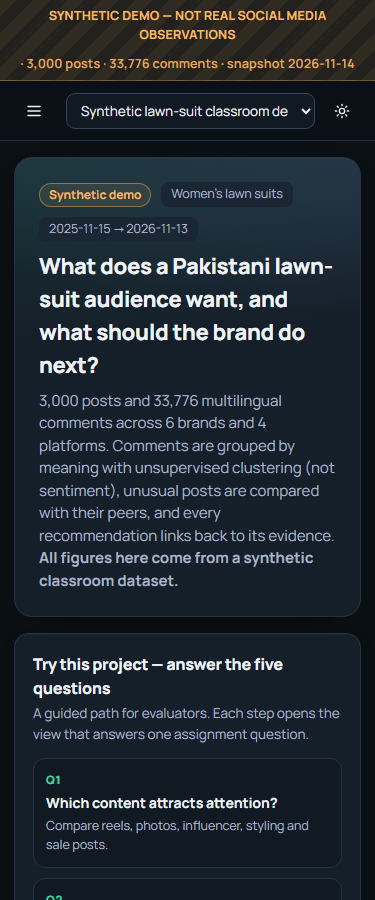 SYNTHETIC DEMO — NOT REAL SOCIAL MEDIA
OBSERVATIONS
· 3,000 posts · 33,776 comments · snapshot 2026-11-14
Synthetic lawn-suit classroom de
Synthetic demo
Women's lawn suits
2025-11-15 → 2026-11-13
What does a Pakistani lawn-
suit audience want, and
what should the brand do
next?
3,000 posts and 33,776 multilingual
comments across 6 brands and 4
platforms. Comments are grouped by
meaning with unsupervised clustering (not
sentiment), unusual posts are compared
with their peers, and every
recommendation links back to its evidence.
All figures here come from a synthetic
classroom dataset.
Try this project — answer the five
questions
A guided path for evaluators. Each step opens the
view that answers one assignment question.
Q1
Which content attracts attention?
Compare reels, photos, influencer, styling and
sale posts.
Q2